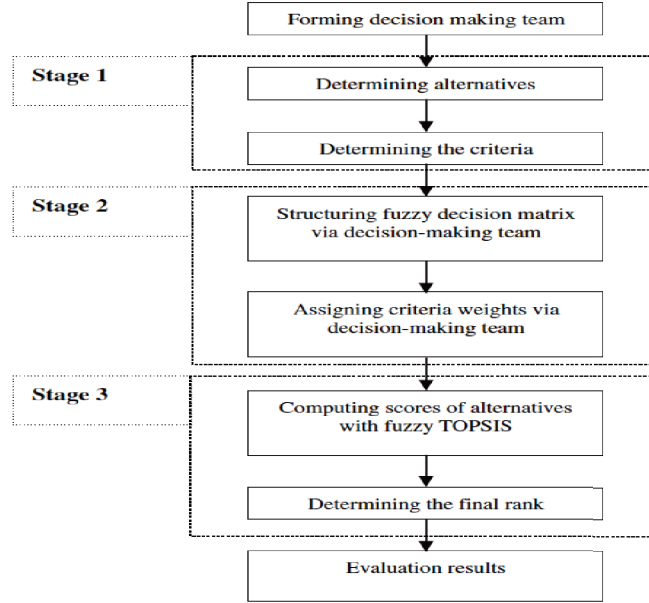 Forming decision making team
Stage 1
Determining alternatives
Determining the criteria
Stage 2
Structuring fuzzy decision matrix
via decision-making team
Assigning criteria weights via
decision-making team
Stage 3
Computing scores of alternatives
with fuzzy TOPSIS
Determining the final rank
Evaluation results